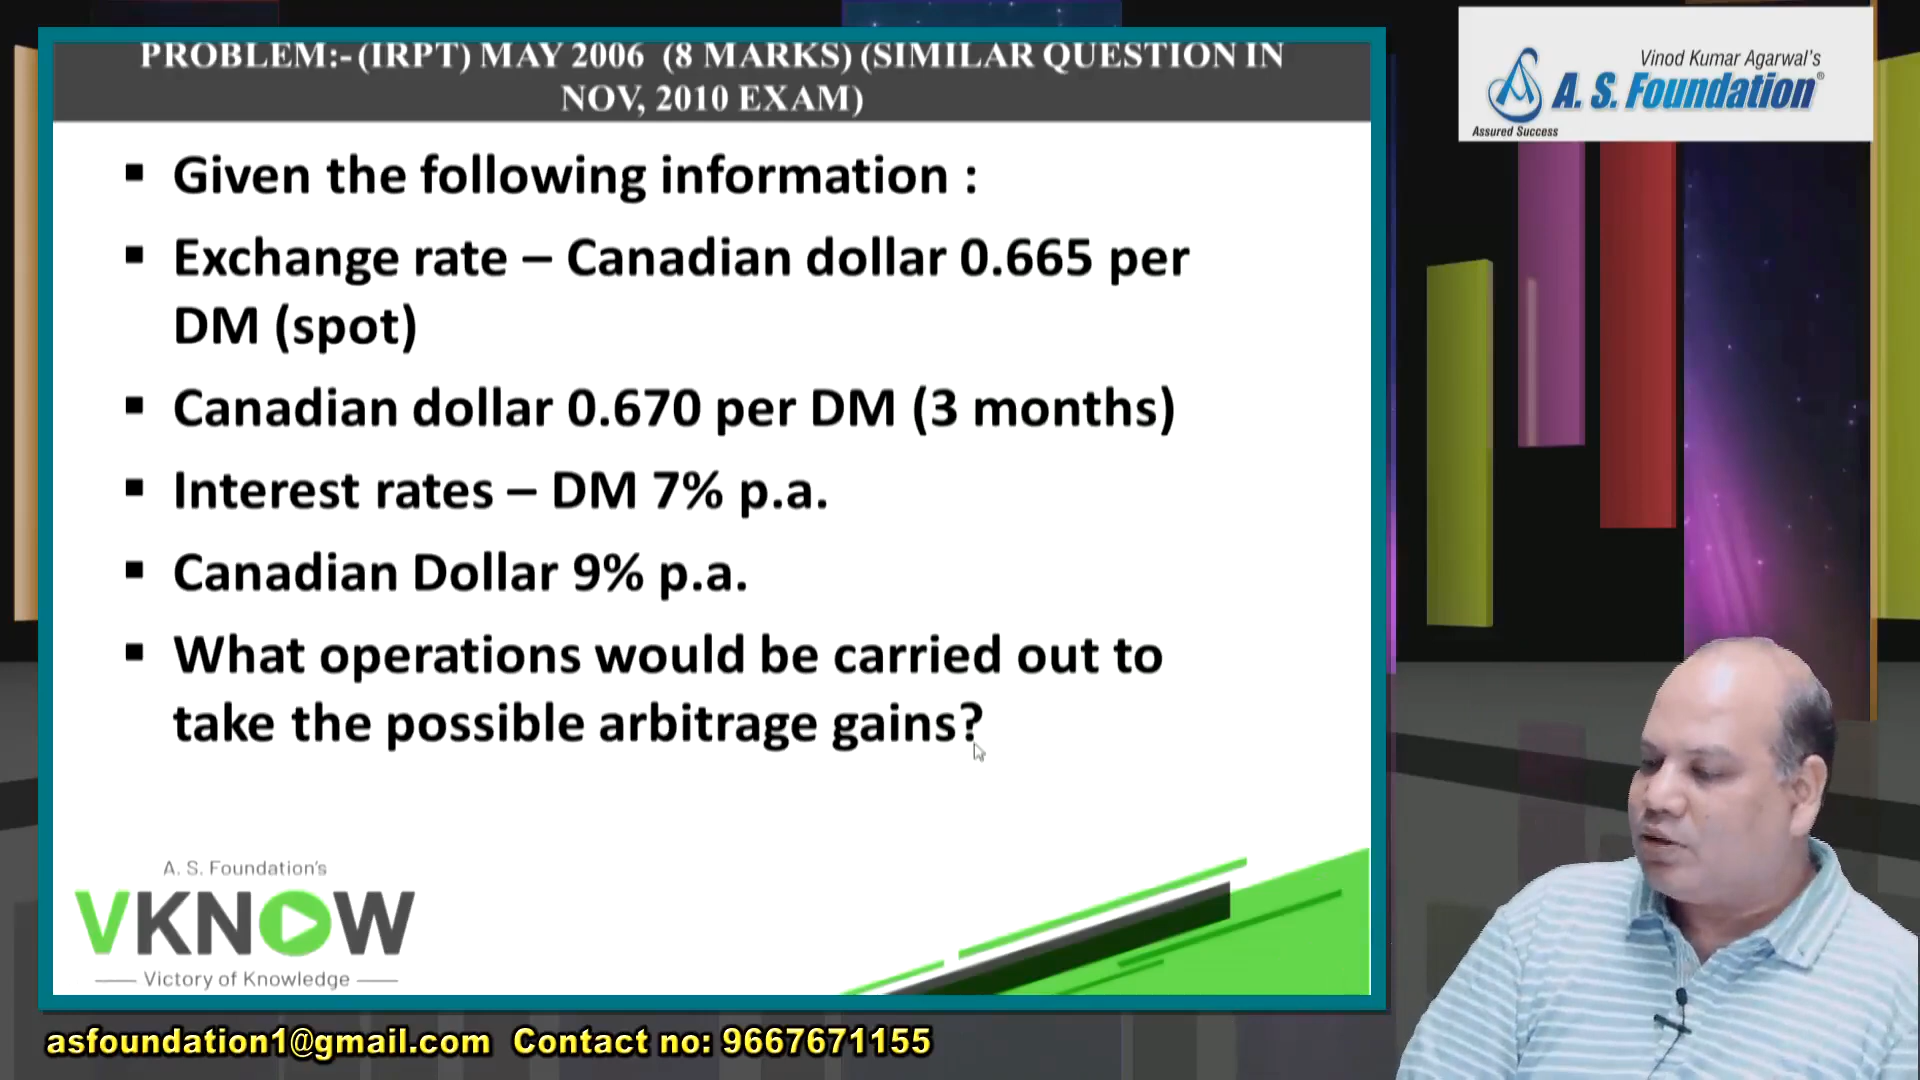 PROBLEM:- (IRPT) MAY 2006 (8 MARKS) (SIMILAR QUESTION IN
NOV, 2010 EXAM)
Given the following information :
Exchange rate – Canadian dollar 0.665 per
DM (spot)
Canadian dollar 0.670 per DM (3 months)
Interest rates – DM 7% p.a.
Canadian Dollar 9% p.a.
What operations would be carried out to
take the possible arbitrage gains?
A. S. Foundation's
VKNOW
Victory of Knowledge
Vinod Kumar Agarwal's
A. S. Foundation®
Assured Success
asfoundation1@gmail.com Contact no: 9667671155